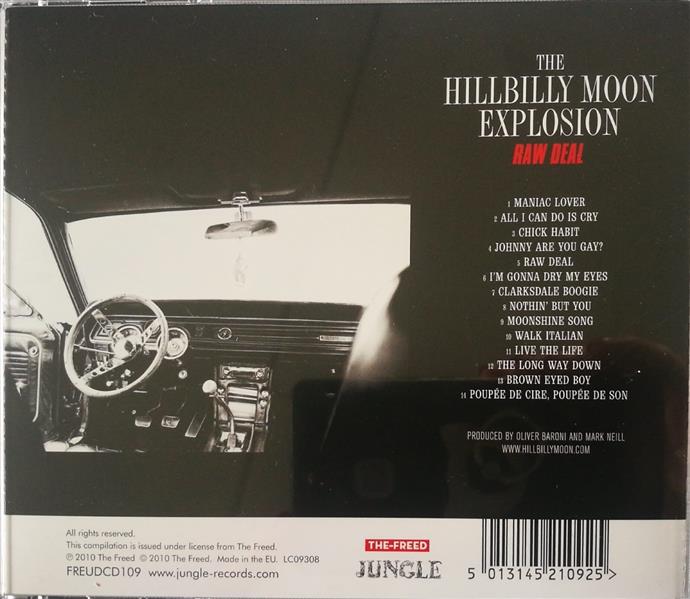 THE
HILLBILLY MOON
EXPLOSION
RAW DEAL
1 MANIAC LOVER
2 ALL I CAN DO IS CRY
3 CHICK HABIT
4 JOHNNY ARE YOU GAY?
5 RAW DEAL
6 I'M GONNA DRY MY EYES
7 CLARKSDALE BOOGIE
8 NOTHIN' BUT YOU
9 MOONSHINE SONG
10 WALK ITALIAN
11 LIVE THE LIFE
12 THE LONG WAY DOWN
13 BROWN EYED BOY
14 POUPÉE DE CIRE, POUPÉE DE SON
PRODUCED BY OLIVER BARONI AND MARK NEILL
WWW.HILLBILLYMOON.COM
All rights reserved.
This compilation is issued under license from The Freed.
℗ 2010 The Freed © 2010 The Freed. Made in the EU. LC09308
FREUDCD109 www.jungle-records.com
THE-FREED
JUNGLE
5 013145 210925>